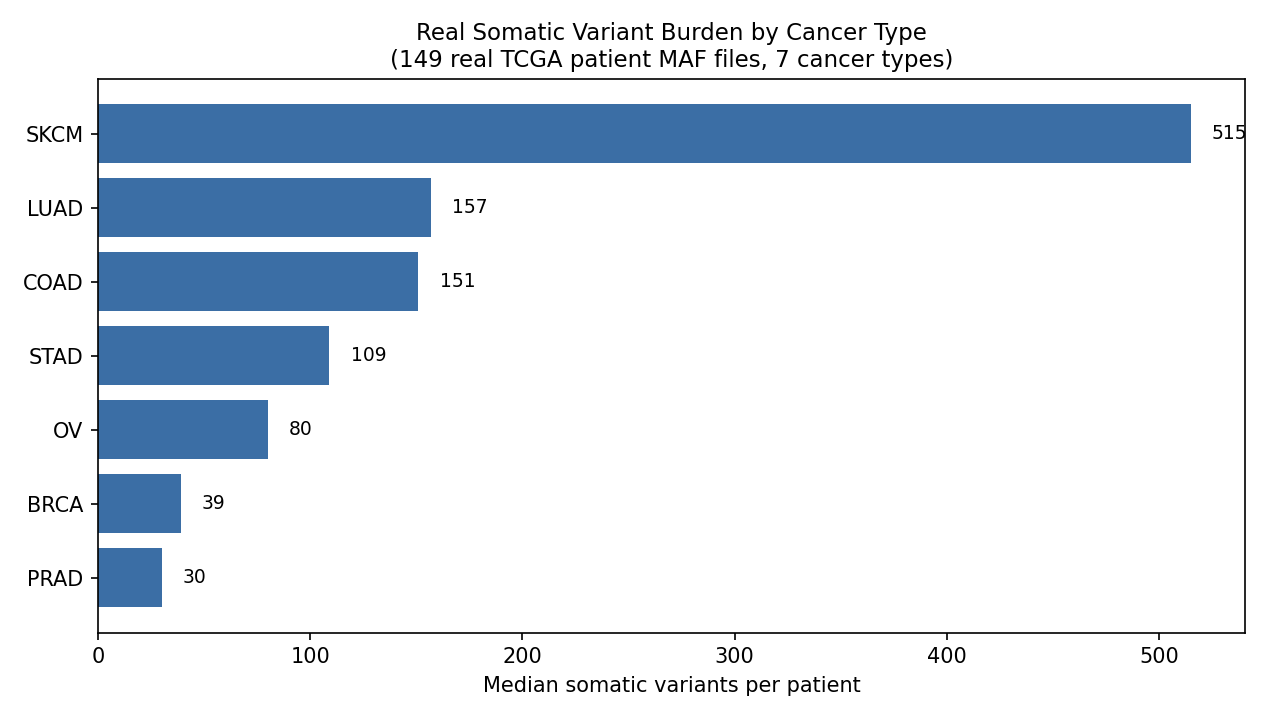 Real Somatic Variant Burden by Cancer Type
(149 real TCGA patient MAF files, 7 cancer types)
SKCM 515
LUAD 157
COAD 151
STAD 109
OV 80
BRCA 39
PRAD 30
0 100 200 300 400 500
Median somatic variants per patient